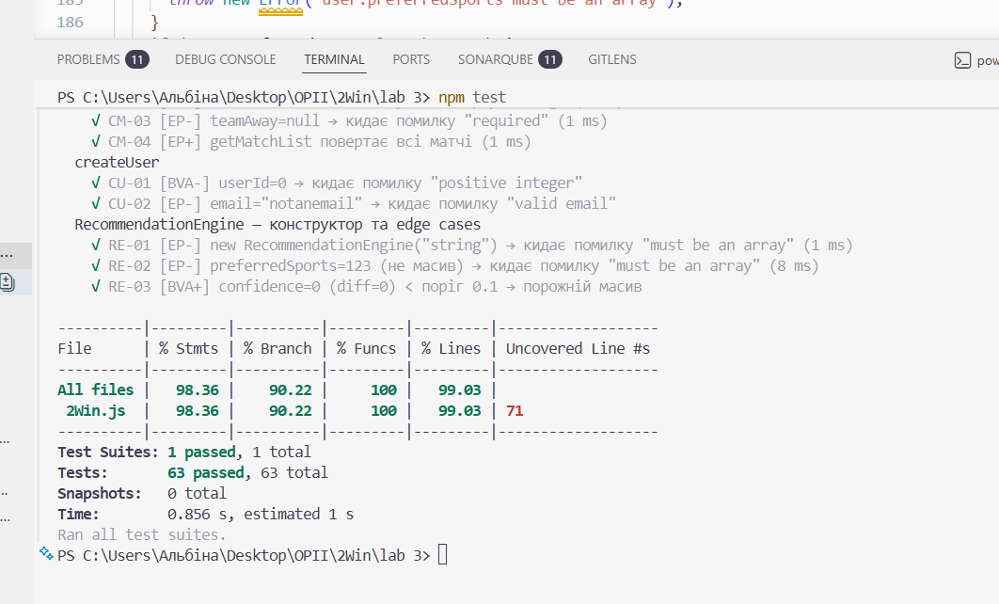 185 throw new Error("user.preferredSports must be an array");
186 }
PROBLEMS 11 DEBUG CONSOLE TERMINAL PORTS SONARQUBE 11 GITLENS pow
PS C:\Users\Альбіна\Desktop\ОРІІ\2Win\lab 3> npm test
√ CM-03 [EP-] teamAway=null → кидає помилку "required" (1 ms)
√ CM-04 [EP+] getMatchList повертає всі матчі (1 ms)
createUser
√ CU-01 [BVA-] userId=0 → кидає помилку "positive integer"
√ CU-02 [EP-] email="notanemail" → кидає помилку "valid email"
RecommendationEngine — конструктор та edge cases
√ RE-01 [EP-] new RecommendationEngine("string") → кидає помилку "must be an array" (1 ms)
√ RE-02 [EP-] preferredSports=123 (не масив) → кидає помилку "must be an array" (8 ms)
√ RE-03 [BVA+] confidence=0 (diff=0) < поріг 0.1 → порожній масив
----------|---------|----------|---------|---------|-------------------
File | % Stmts | % Branch | % Funcs | % Lines | Uncovered Line #s
----------|---------|----------|---------|---------|-------------------
All files | 98.36 | 90.22 | 100 | 99.03 |
2Win.js | 98.36 | 90.22 | 100 | 99.03 | 71
----------|---------|----------|---------|---------|-------------------
Test Suites: 1 passed, 1 total
Tests: 63 passed, 63 total
Snapshots: 0 total
Time: 0.856 s, estimated 1 s
Ran all test suites.
PS C:\Users\Альбіна\Desktop\ОРІІ\2Win\lab 3>